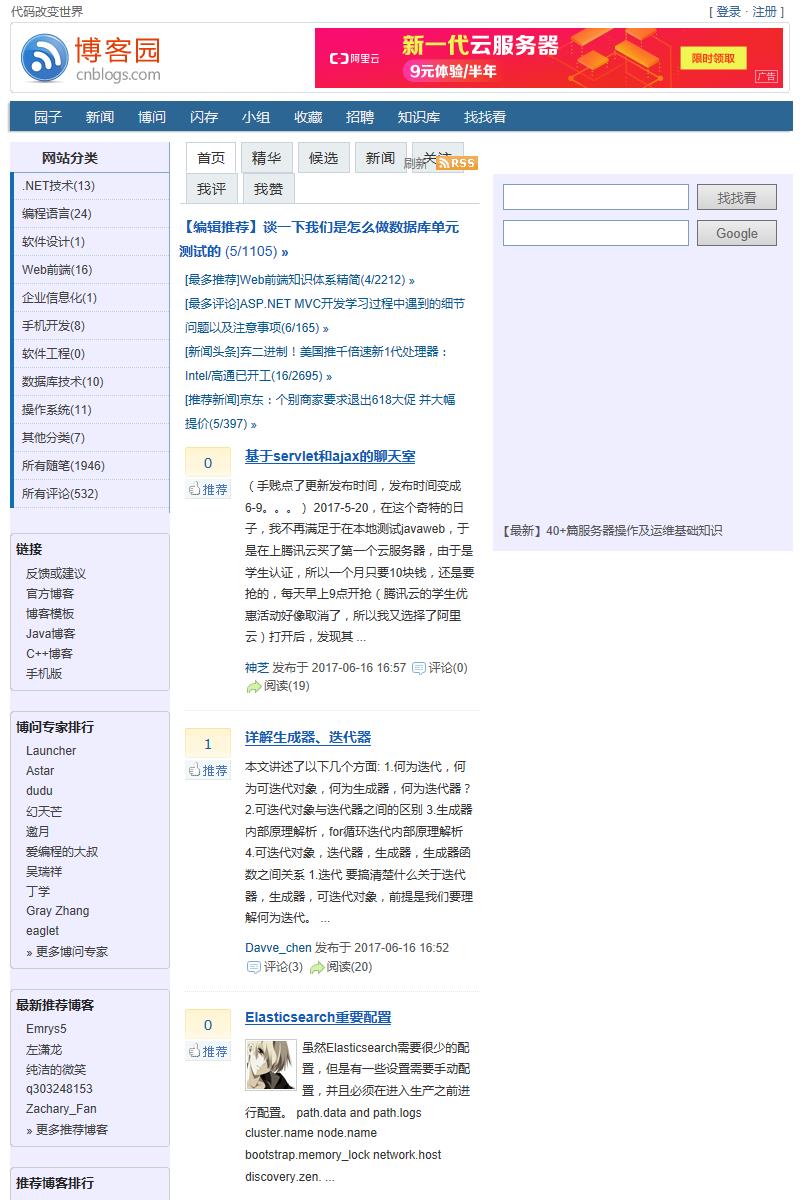 代码改变世界
[ 登录 · 注册 ]
博客园
cnblogs.com
阿里云
新一代云服务器
9元体验/半年
限时领取
广告
园子 新闻 博问 闪存 小组 收藏 招聘 知识库 找找看
网站分类
.NET技术(13)
编程语言(24)
软件设计(1)
Web前端(16)
企业信息化(1)
手机开发(8)
软件工程(0)
数据库技术(10)
操作系统(11)
其他分类(7)
所有随笔(1946)
所有评论(532)
链接
反馈或建议
官方博客
博客模板
Java博客
C++博客
手机版
博问专家排行
Launcher
Astar
dudu
幻天芒
邀月
爱编程的大叔
吴瑞祥
丁学
Gray Zhang
eaglet
» 更多博问专家
最新推荐博客
Emrys5
左潇龙
纯洁的微笑
q303248153
Zachary_Fan
» 更多推荐博客
推荐博客排行
首页 精华 候选 新闻 关注
刷新 RSS
我评 我赞
【编辑推荐】谈一下我们是怎么做数据库单元
测试的 (5/1105) »
[最多推荐]Web前端知识体系精简(4/2212) »
[最多评论]ASP.NET MVC开发学习过程中遇到的细节
问题以及注意事项(6/165) »
[新闻头条]弃二进制！美国推千倍速新1代处理器：
Intel/高通已开工(16/2695) »
[推荐新闻]京东：个别商家要求退出618大促 并大幅
提价(5/397) »
0
推荐
基于servlet和ajax的聊天室
（手贱点了更新发布时间，发布时间变成
6-9。。。） 2017-5-20，在这个奇特的日
子，我不再满足于在本地测试javaweb，于
是在上腾讯云买了第一个云服务器，由于是
学生认证，所以一个月只要10块钱，还是要
抢的，每天早上9点开抢（腾讯云的学生优
惠活动好像取消了，所以我又选择了阿里
云）打开后，发现其 ...
神芝 发布于 2017-06-16 16:57 评论(0)
阅读(19)
1
推荐
详解生成器、迭代器
本文讲述了以下几个方面: 1.何为迭代，何
为可迭代对象，何为生成器，何为迭代器？
2.可迭代对象与迭代器之间的区别 3.生成器
内部原理解析，for循环迭代内部原理解析
4.可迭代对象，迭代器，生成器，生成器函
数之间关系 1.迭代 要搞清楚什么关于迭代
器，生成器，可迭代对象，前提是我们要理
解何为迭代。 ...
Davve_chen 发布于 2017-06-16 16:52
评论(3) 阅读(20)
0
推荐
Elasticsearch重要配置
虽然Elasticsearch需要很少的配
置，但是有一些设置需要手动配
置，并且必须在进入生产之前进
行配置。 path.data and path.logs
cluster.name node.name
bootstrap.memory_lock network.host
discovery.zen. ...
找找看
Google
【最新】40+篇服务器操作及运维基础知识